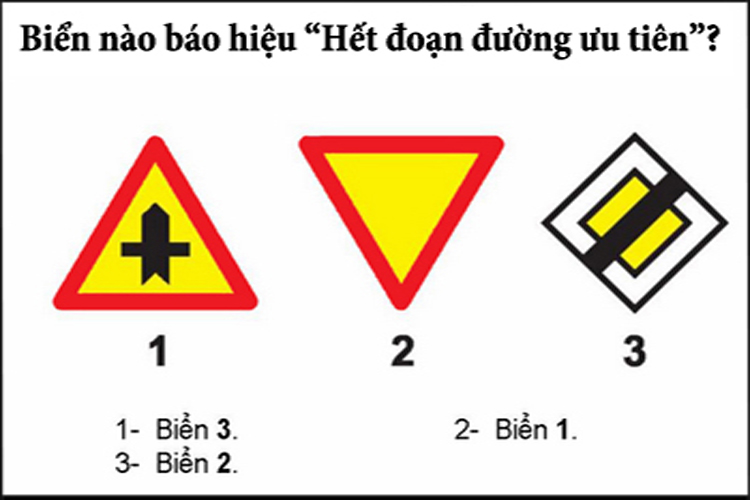 Biển nào báo hiệu “Hết đoạn đường ưu tiên”?
1 2 3
1- Biển 3. 2- Biển 1.
3- Biển 2.